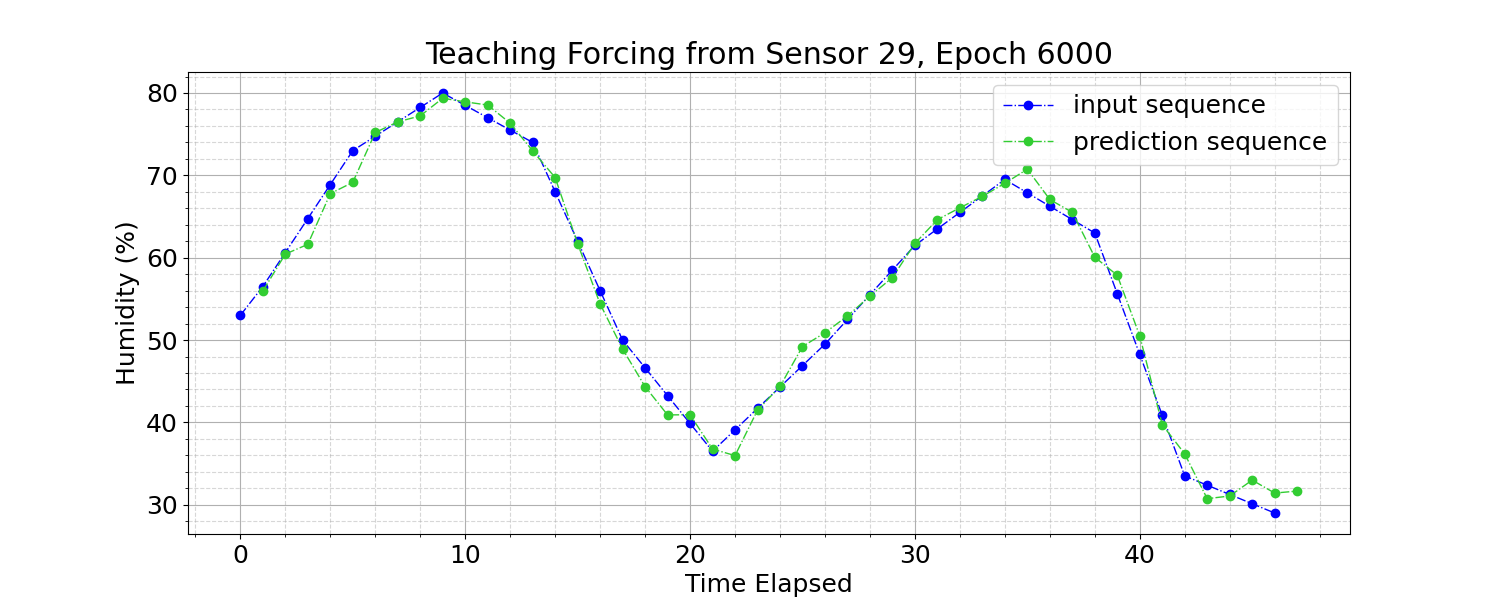 Teaching Forcing from Sensor 29, Epoch 6000
input sequence
prediction sequence
Humidity (%)
80
70
60
50
40
30
0 10 20 30 40
Time Elapsed